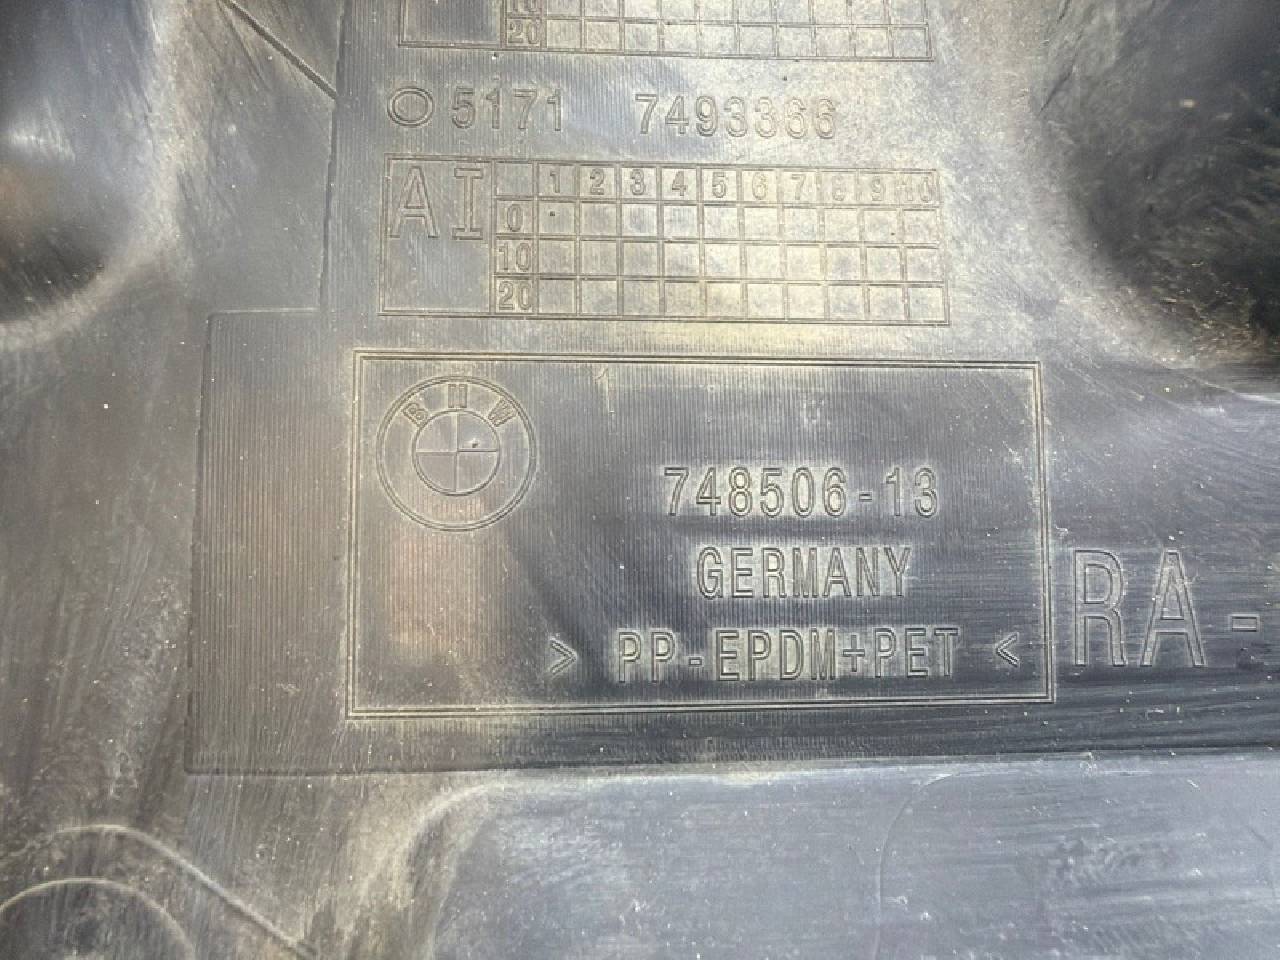 20
5171 7493366
AI 1 2 3 4 5 6 7 8 9 10
0
10
20
BMW
1
748506-13
GERMANY
> PP-EPDM+PET <
RA-